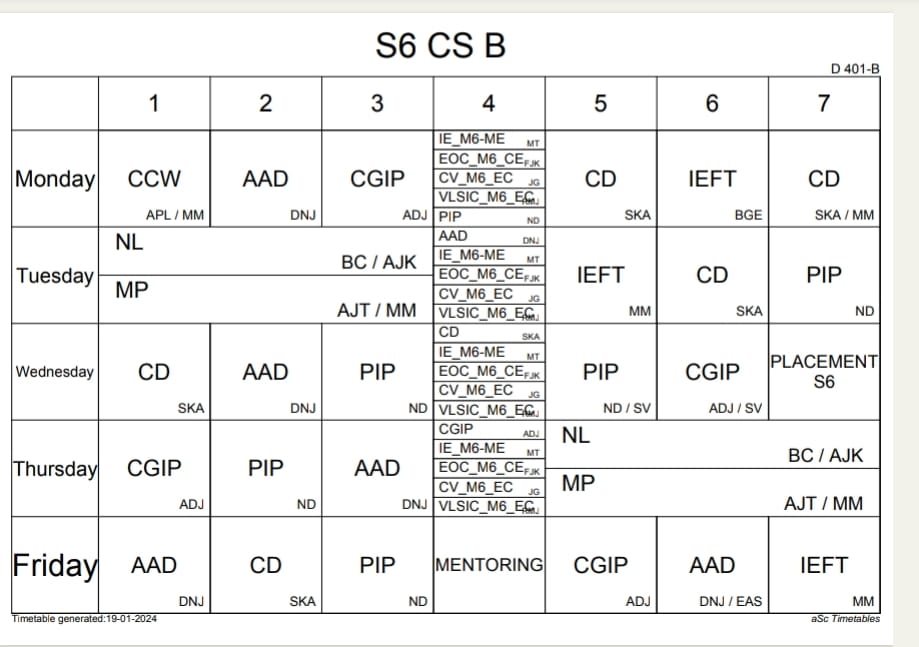 S6 CS B
D 401-B
1 2 3 4 5 6 7
Monday
CCW
APL / MM
AAD
DNJ
CGIP
ADJ
IE_M6-ME MT
EOC_M6_CE FJK
CV_M6_EC JG
VLSIC_M6_EC
PIP ND
CD
SKA
IEFT
BGE
CD
SKA / MM
Tuesday
NL
BC / AJK
MP
AJT / MM
AAD DNJ
IE_M6-ME MT
EOC_M6_CE FJK
CV_M6_EC JG
VLSIC_M6_EC
IEFT
MM
CD
SKA
PIP
ND
Wednesday
CD
SKA
AAD
DNJ
PIP
ND
CD SKA
IE_M6-ME MT
EOC_M6_CE FJK
CV_M6_EC JG
VLSIC_M6_EC
PIP
ND / SV
CGIP
ADJ / SV
PLACEMENT
S6
Thursday
CGIP
ADJ
PIP
ND
AAD
DNJ
CGIP ADJ
IE_M6-ME MT
EOC_M6_CE FJK
CV_M6_EC JG
VLSIC_M6_EC
NL
BC / AJK
MP
AJT / MM
Friday
AAD
DNJ
CD
SKA
PIP
ND
MENTORING
CGIP
ADJ
AAD
DNJ / EAS
IEFT
MM
Timetable generated:19-01-2024
aSc Timetables